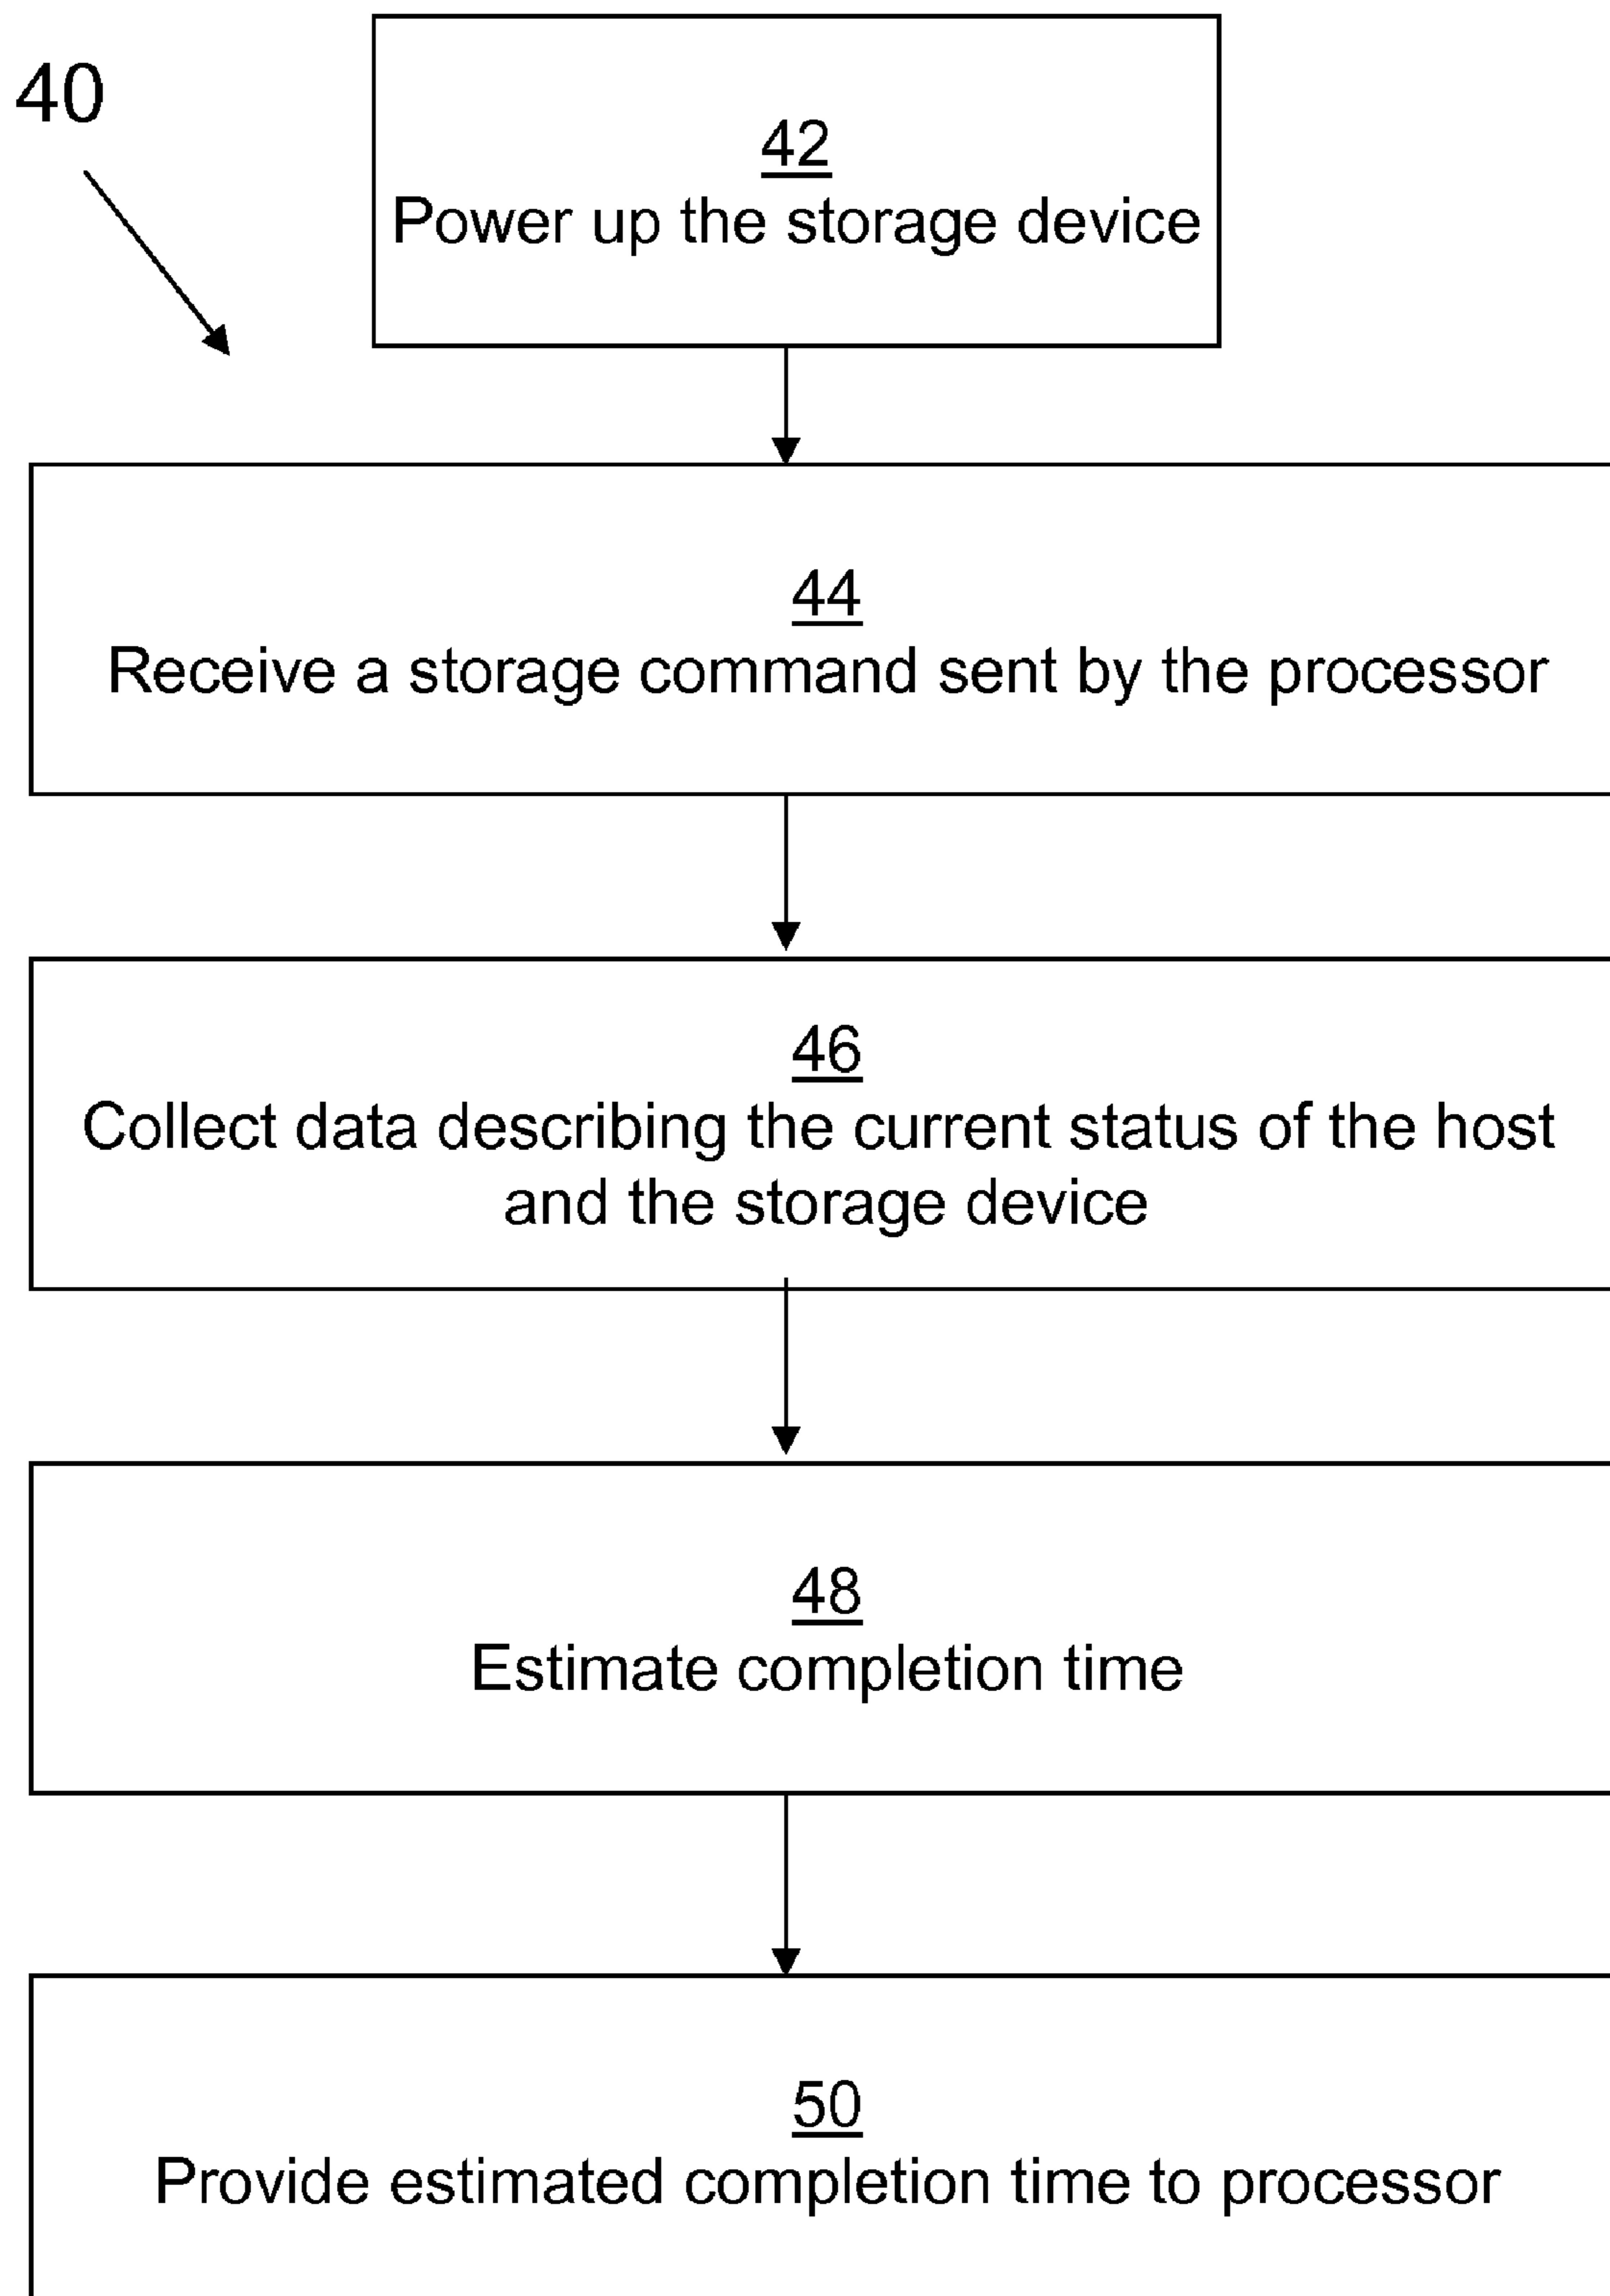 40
42
Power up the storage device
44
Receive a storage command sent by the processor
46
Collect data describing the current status of the host
and the storage device
48
Estimate completion time
50
Provide estimated completion time to processor